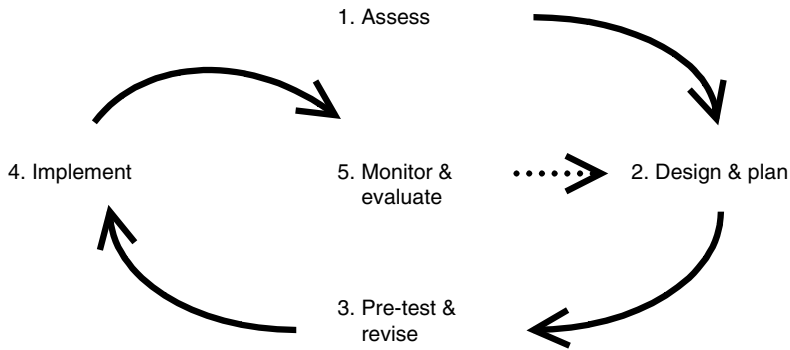 1. Assess
4. Implement
5. Monitor &
evaluate
2. Design & plan
3. Pre-test &
revise